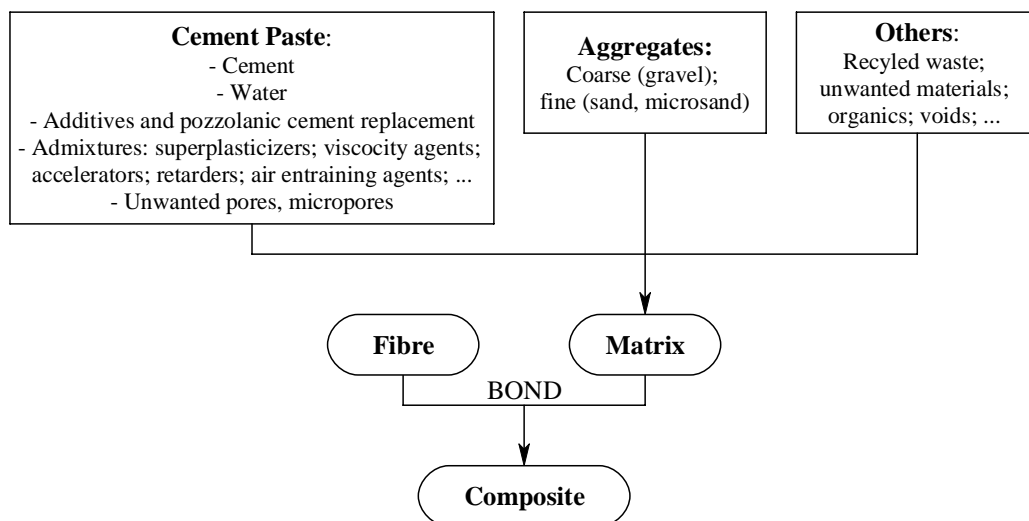 Cement Paste:
- Cement
- Water
- Additives and pozzolanic cement replacement
- Admixtures: superplasticizers; viscocity agents;
accelerators; retarders; air entraining agents; ...
- Unwanted pores, micropores
Aggregates:
Coarse (gravel);
fine (sand, microsand)
Others:
Recyled waste;
unwanted materials;
organics; voids; ...
Fibre
Matrix
BOND
Composite